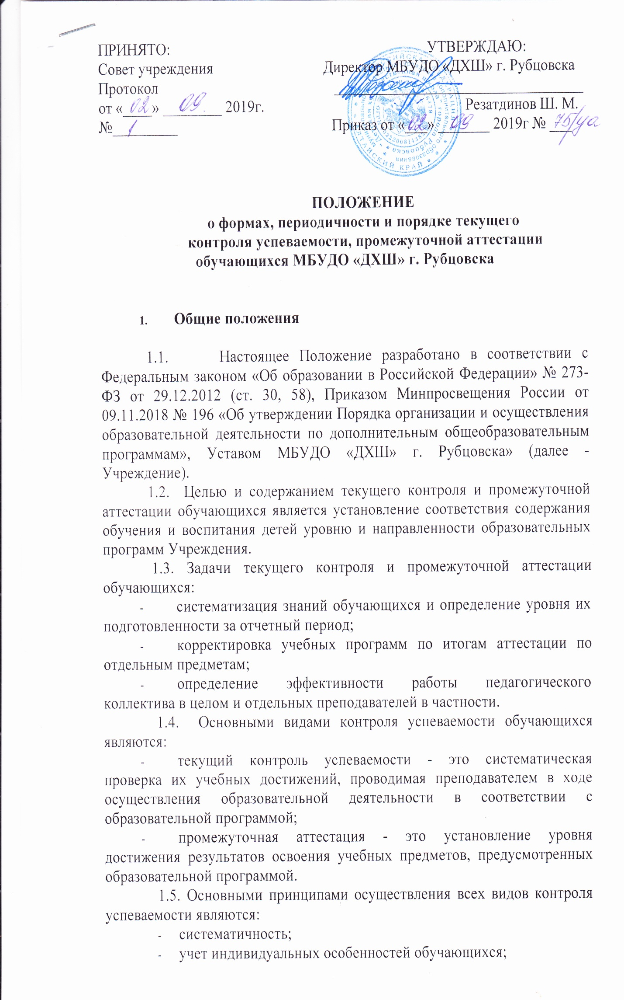 ПРИНЯТО:
Совет учреждения
Протокол
от «02» 09. 2019г.
№ 1
УТВЕРЖДАЮ:
Директор МБУДО «ДХШ» г. Рубцовска
Резатдинов Ш. М.
Приказ от «02» 09 2019г № 75/уд
АЛТАЙСКИЙ КРАЙ
ПОЛОЖЕНИЕ
о формах, периодичности и порядке текущего
контроля успеваемости, промежуточной аттестации
обучающихся МБУДО «ДХШ» г. Рубцовска
1. Общие положения
1.1. Настоящее Положение разработано в соответствии с
Федеральным законом «Об образовании в Российской Федерации» № 273-
ФЗ от 29.12.2012 (ст. 30, 58), Приказом Минпросвещения России от
09.11.2018 № 196 «Об утверждении Порядка организации и осуществления
образовательной деятельности по дополнительным общеобразовательным
программам», Уставом МБУДО «ДХШ» г. Рубцовска» (далее -
Учреждение).
1.2. Целью и содержанием текущего контроля и промежуточной
аттестации обучающихся является установление соответствия содержания
обучения и воспитания детей уровню и направленности образовательных
программ Учреждения.
1.3. Задачи текущего контроля и промежуточной аттестации
обучающихся:
- систематизация знаний обучающихся и определение уровня их
подготовленности за отчетный период;
- корректировка учебных программ по итогам аттестации по
отдельным предметам;
- определение эффективности работы педагогического
коллектива в целом и отдельных преподавателей в частности.
1.4. Основными видами контроля успеваемости обучающихся
являются:
- текущий контроль успеваемости - это систематическая
проверка их учебных достижений, проводимая преподавателем в ходе
осуществления образовательной деятельности в соответствии с
образовательной программой;
- промежуточная аттестация - это установление уровня
достижения результатов освоения учебных предметов, предусмотренных
образовательной программой.
1.5. Основными принципами осуществления всех видов контроля
успеваемости являются:
- систематичность;
- учет индивидуальных особенностей обучающихся;